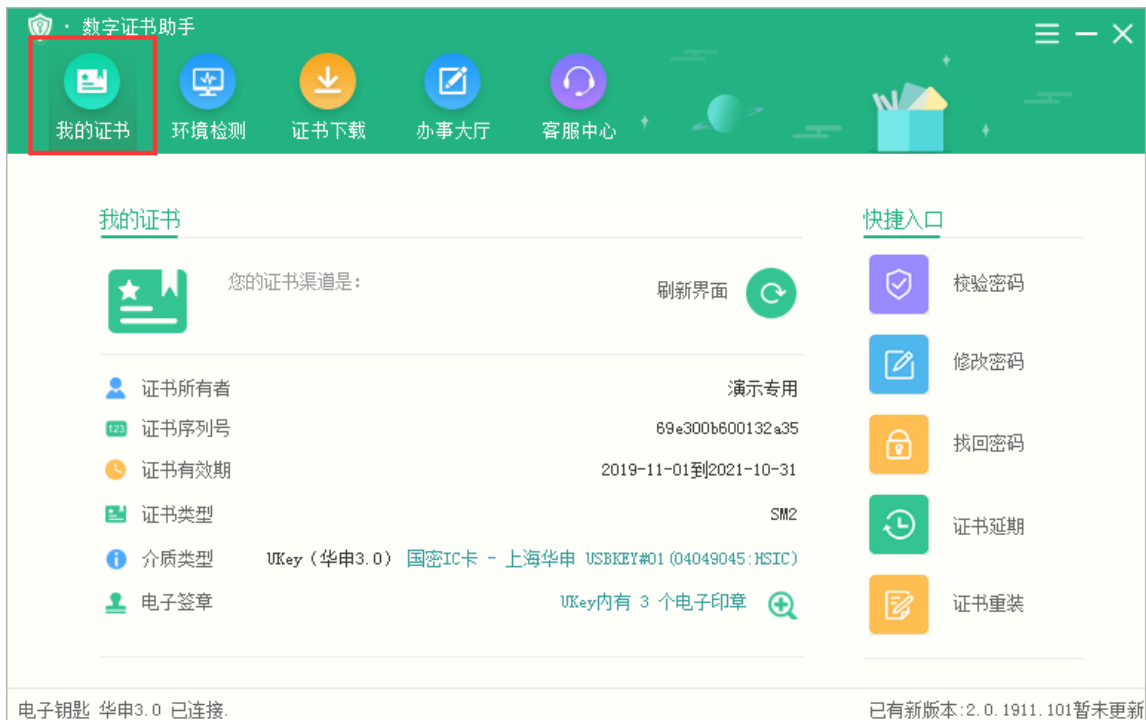 · 数字证书助手
我的证书 环境检测 证书下载 办事大厅 客服中心
我的证书
快捷入口
您的证书渠道是:
刷新界面
校验密码
修改密码
证书所有者 演示专用
123 证书序列号 69e300b600132a35
找回密码
证书有效期 2019-11-01到2021-10-31
证书类型 SM2
证书延期
介质类型 UKey（华申3.0） 国密IC卡 - 上海华申 USBKEY#01(04049045:HSIC)
电子签章 UKey内有 3 个电子印章
证书重装
电子钥匙 华申3.0 已连接.
已有新版本:2.0.1911.101暂未更新